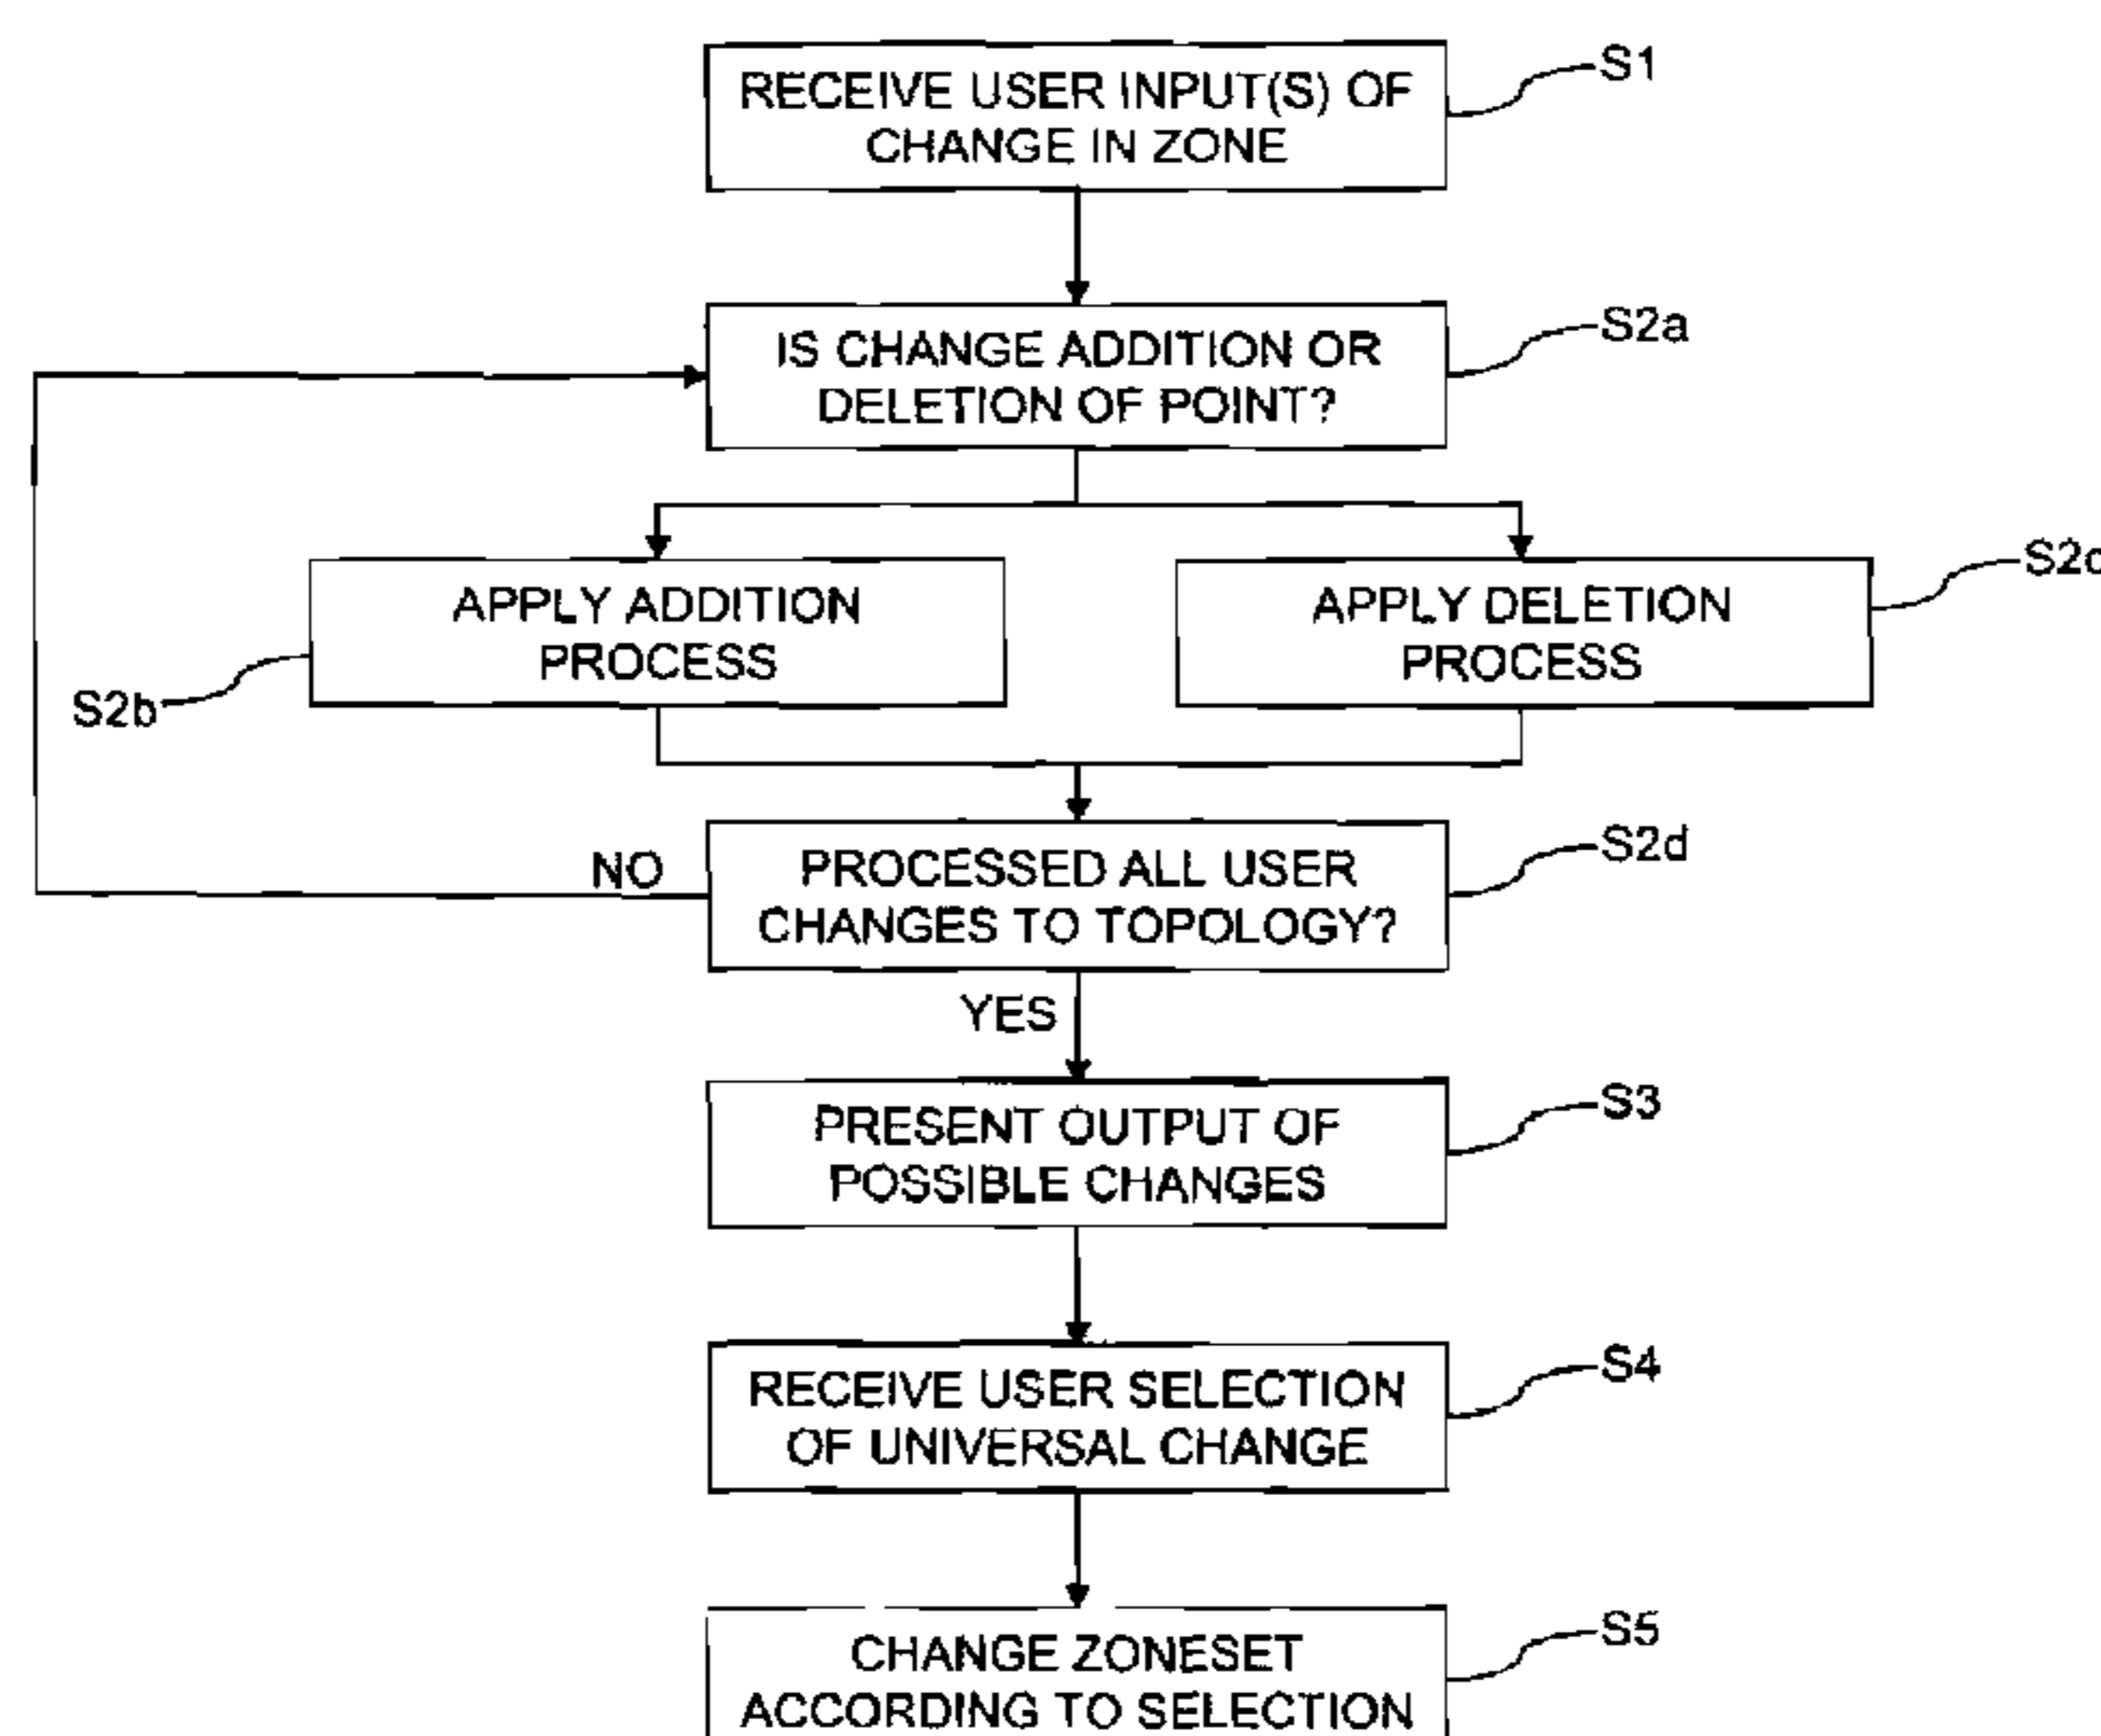 RECEIVE USER INPUT(S) OF
CHANGE IN ZONE
S1
IS CHANGE ADDITION OR
DELETION OF POINT?
S2a
APPLY ADDITION
PROCESS
S2b
APPLY DELETION
PROCESS
S2c
PROCESSED ALL USER
CHANGES TO TOPOLOGY?
S2d
NO
YES
PRESENT OUTPUT OF
POSSIBLE CHANGES
S3
RECEIVE USER SELECTION
OF UNIVERSAL CHANGE
S4
CHANGE ZONESET
ACCORDING TO SELECTION
S5